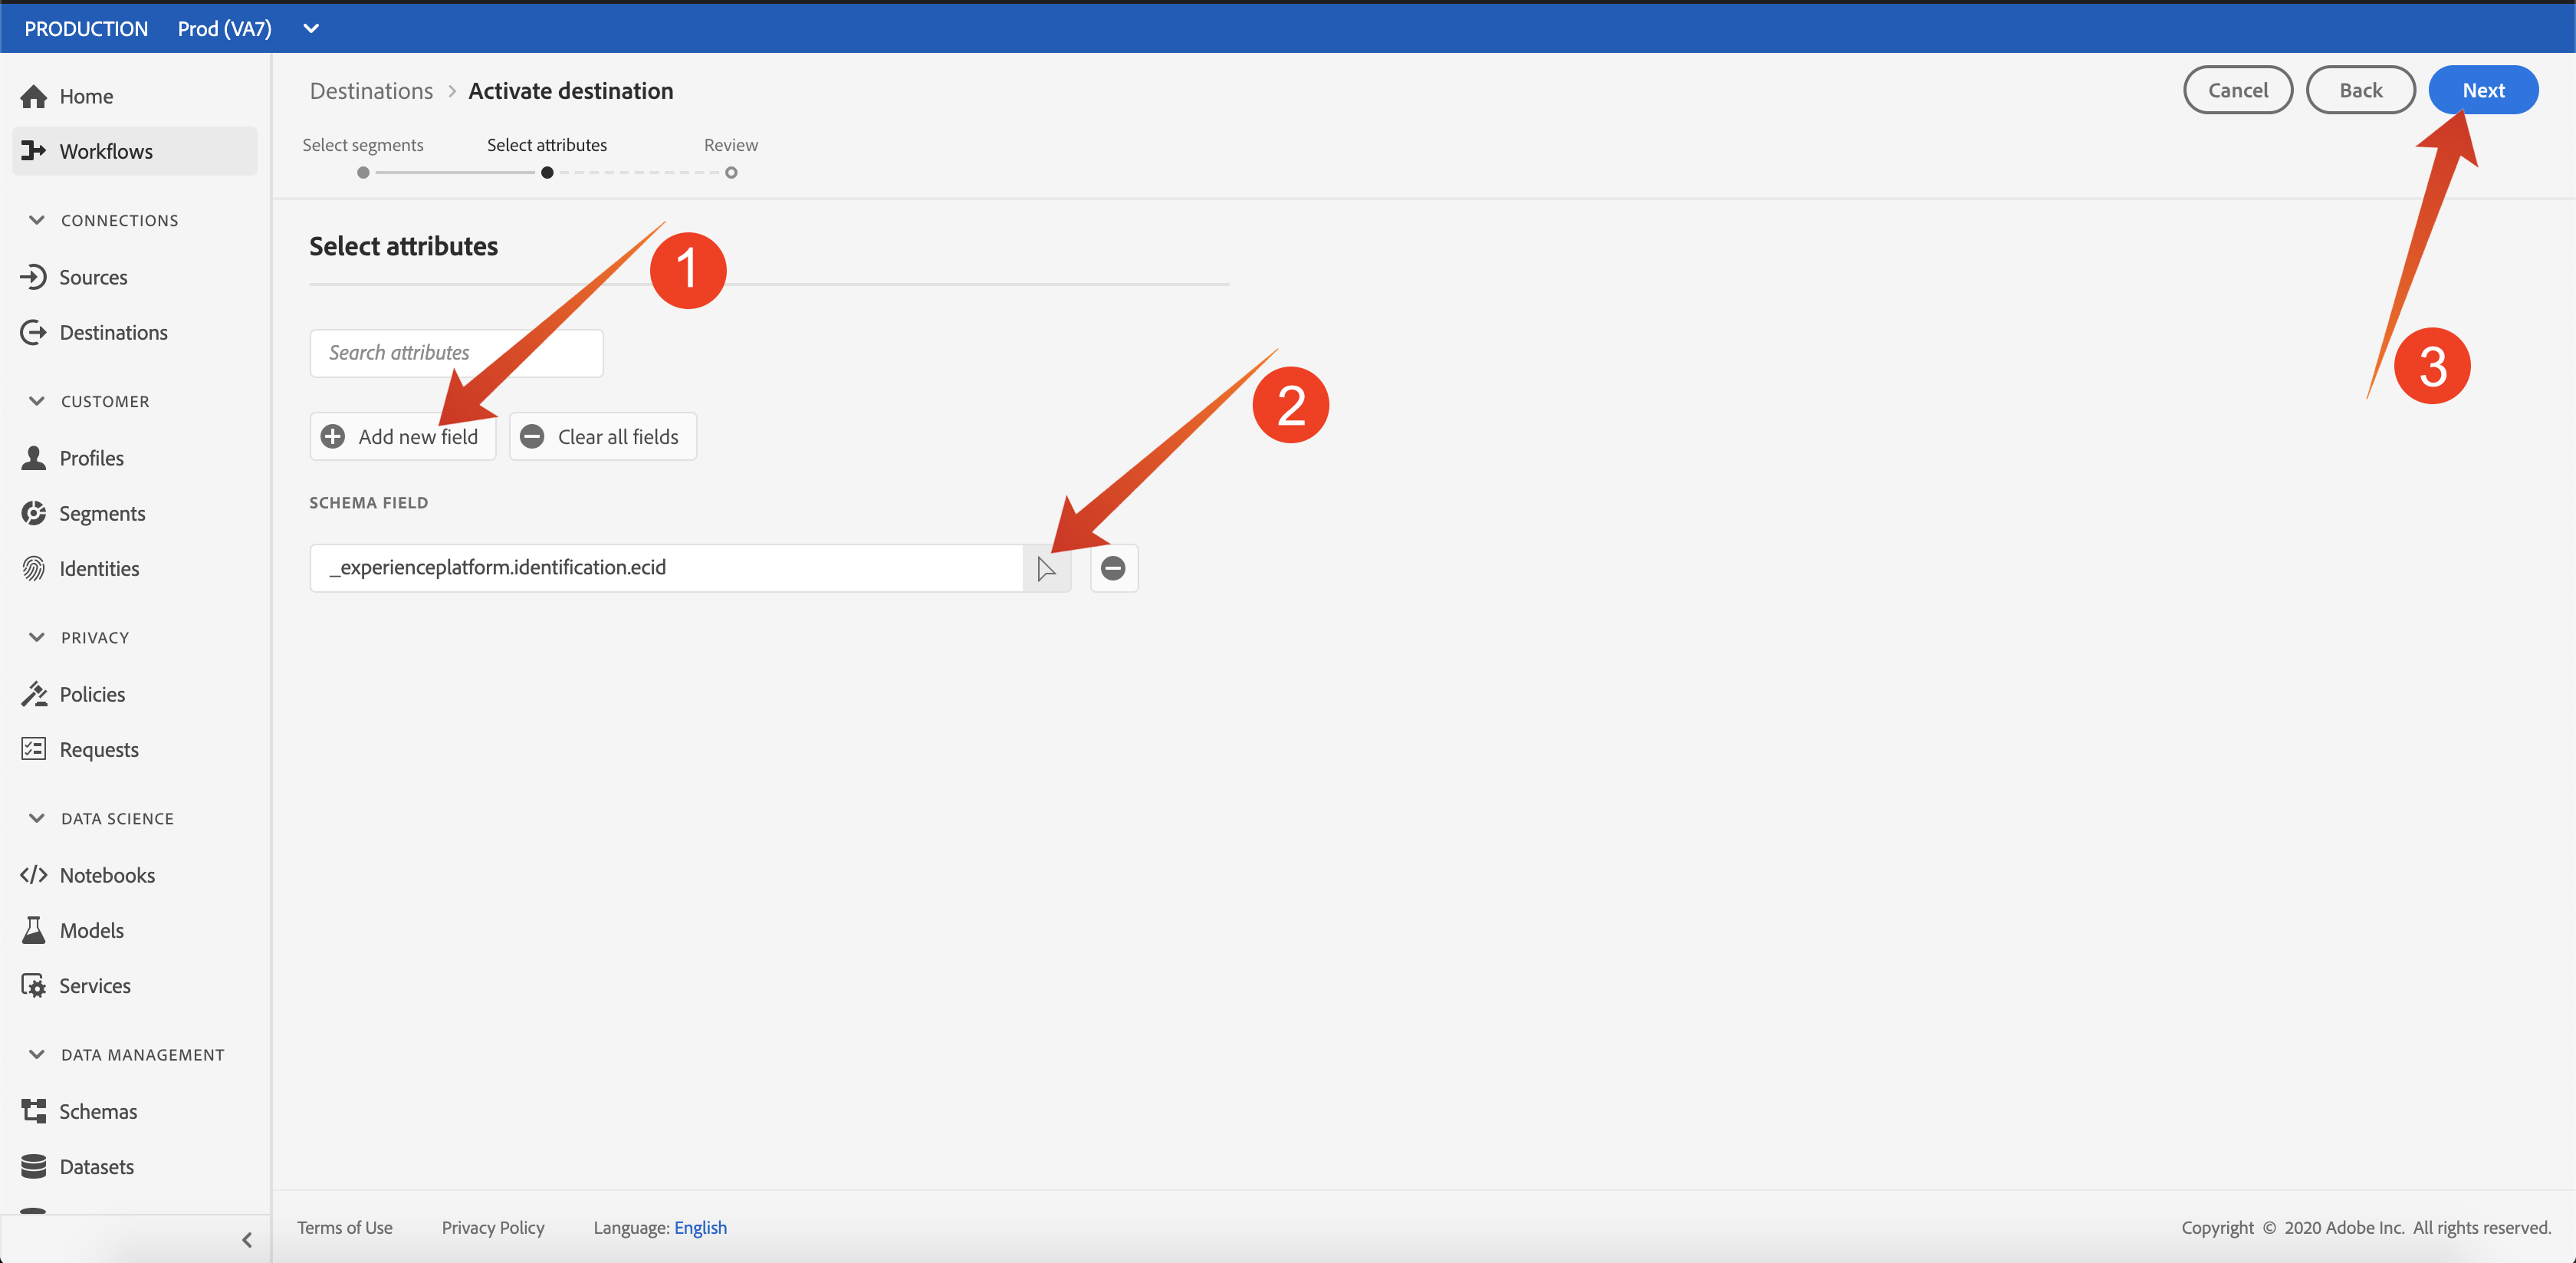 PRODUCTION Prod (VA7)
Home
Workflows
CONNECTIONS
Sources
Destinations
CUSTOMER
Profiles
Segments
Identities
PRIVACY
Policies
Requests
DATA SCIENCE
Notebooks
Models
Services
DATA MANAGEMENT
Schemas
Datasets
Destinations > Activate destination
Cancel Back Next
Select segments Select attributes Review
Select attributes
1
Search attributes
Add new field Clear all fields
2
3
SCHEMA FIELD
_experienceplatform.identification.ecid
Terms of Use Privacy Policy Language: English
Copyright © 2020 Adobe Inc. All rights reserved.